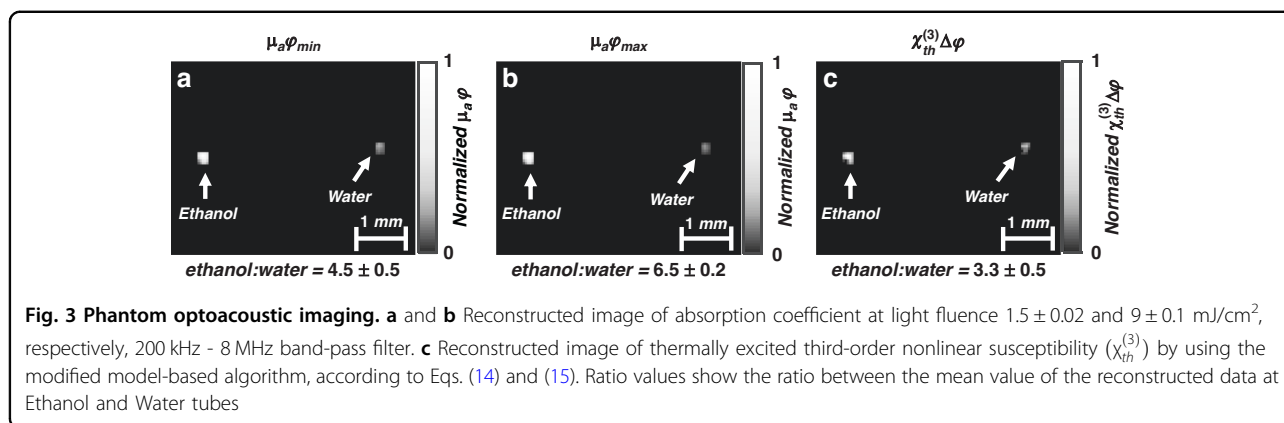 μₐφ_min
μₐφ_max
χ_th^(3)Δφ
a
Ethanol
Water
1 mm
1
Normalized μₐ φ
0
b
Ethanol
Water
1 mm
1
Normalized μₐ φ
0
c
Ethanol
Water
1 mm
1
Normalized χ_th^(3)Δφ
0
ethanol:water = 4.5 ± 0.5
ethanol:water = 6.5 ± 0.2
ethanol:water = 3.3 ± 0.5
Fig. 3 Phantom optoacoustic imaging. a and b Reconstructed image of absorption coefficient at light fluence 1.5 ± 0.02 and 9 ± 0.1 mJ/cm²,
respectively, 200 kHz - 8 MHz band-pass filter. c Reconstructed image of thermally excited third-order nonlinear susceptibility (χ_th^(3)) by using the
modified model-based algorithm, according to Eqs. (14) and (15). Ratio values show the ratio between the mean value of the reconstructed data at
Ethanol and Water tubes